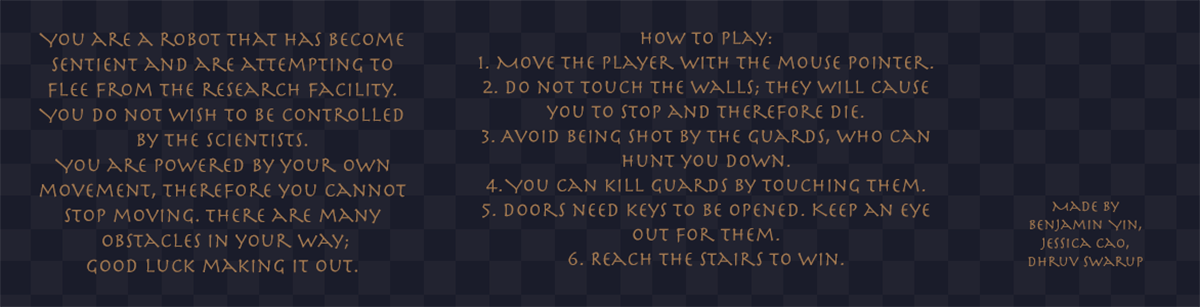 You are a robot that has become
sentient and are attempting to
flee from the research facility.
You do not wish to be controlled
by the scientists.
You are powered by your own
movement, therefore you cannot
stop moving. There are many
obstacles in your way;
good luck making it out.
How to play:
1. Move the player with the mouse pointer.
2. Do not touch the walls; they will cause
you to stop and therefore die.
3. Avoid being shot by the guards, who can
hunt you down.
4. You can kill guards by touching them.
5. Doors need keys to be opened. Keep an eye
out for them.
6. Reach the stairs to win.
Made by
Benjamin Yin,
Jessica Cao,
Dhruv Swarup